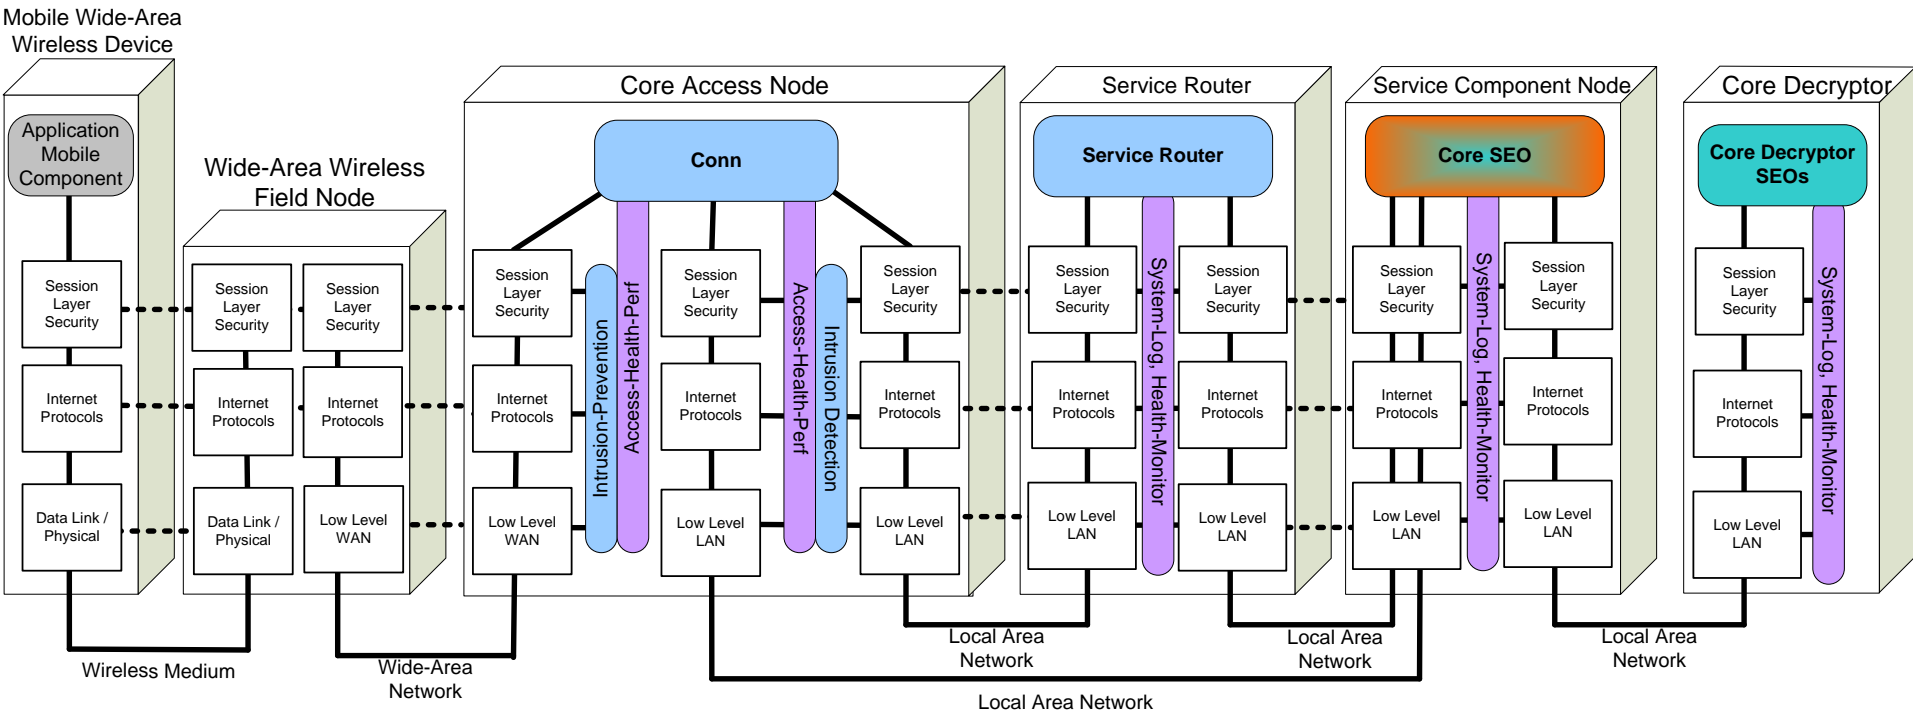 Mobile Wide-Area
Wireless Device
Application
Mobile
Component
Session
Layer
Security
Internet
Protocols
Data Link /
Physical
Wireless Medium
Wide-Area Wireless
Field Node
Session
Layer
Security
Internet
Protocols
Data Link /
Physical
Session
Layer
Security
Internet
Protocols
Low Level
WAN
Wide-Area
Network
Core Access Node
Conn
Session
Layer
Security
Internet
Protocols
Low Level
WAN
Intrusion-Prevention
Access-Health-Perf
Session
Layer
Security
Internet
Protocols
Low Level
LAN
Access-Health-Perf
Intrusion Detection
Session
Layer
Security
Internet
Protocols
Low Level
LAN
Local Area
Network
Local Area Network
Service Router
Service Router
Session
Layer
Security
Internet
Protocols
Low Level
LAN
System-Log, Health-Monitor
Session
Layer
Security
Internet
Protocols
Low Level
LAN
Local Area
Network
Service Component Node
Core SEO
Session
Layer
Security
Internet
Protocols
Low Level
LAN
System-Log, Health-Monitor
Session
Layer
Security
Internet
Protocols
Low Level
LAN
Local Area
Network
Core Decryptor
Core Decryptor
SEOs
Session
Layer
Security
Internet
Protocols
Low Level
LAN
System-Log, Health-Monitor